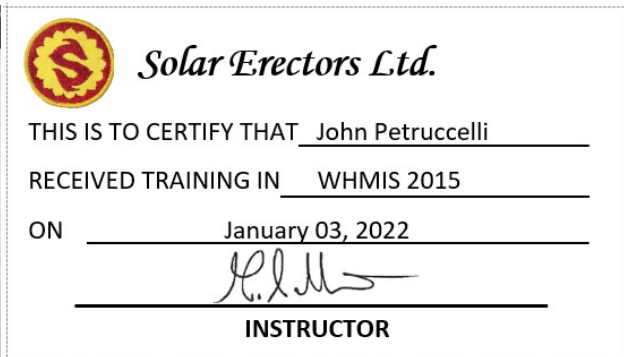 Solar Erectors Ltd.
THIS IS TO CERTIFY THAT John Petruccelli
RECEIVED TRAINING IN WHMIS 2015
ON January 03, 2022
INSTRUCTOR